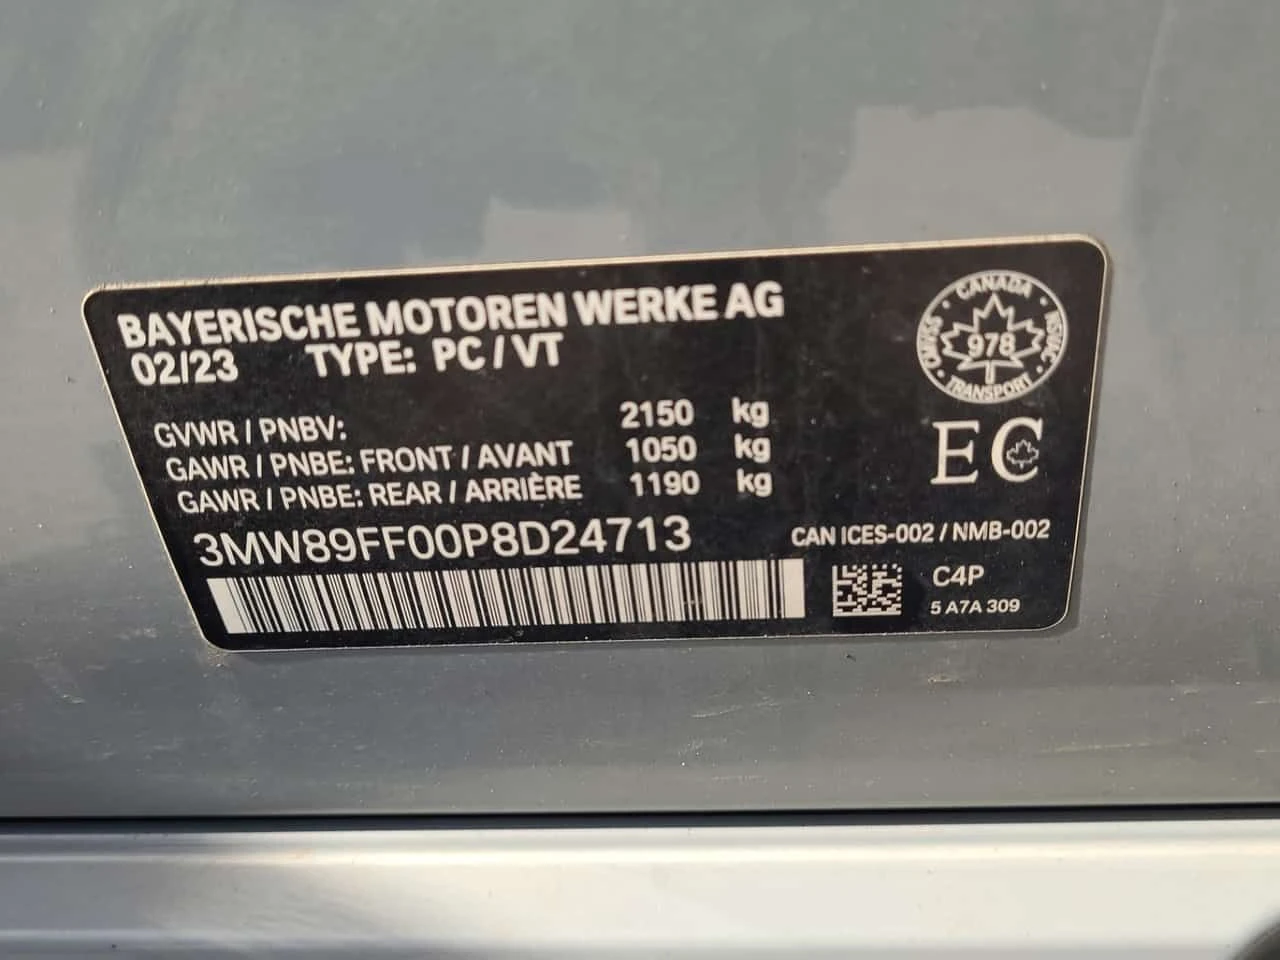 BAYERISCHE MOTOREN WERKE AG
02/23 TYPE: PC / VT
GVWR / PNBV: 2150 kg
GAWR / PNBE: FRONT / AVANT 1050 kg
GAWR / PNBE: REAR / ARRIÈRE 1190 kg
3MW89FF00P8D24713
CANADA
CMVSS 978 NSVAC
TRANSPORT
EC
CAN ICES-002 / NMB-002
C4P
5 A7A 309